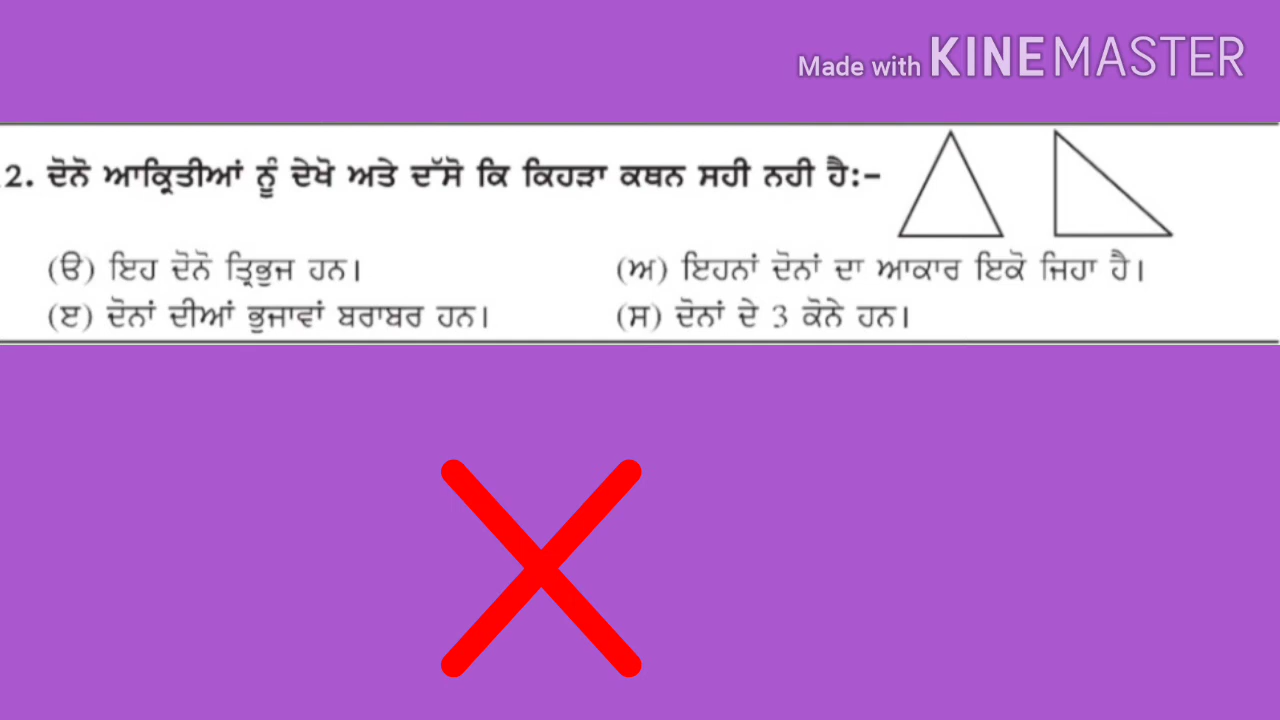 Made with KINEMASTER
2. ਦੋਨੋ ਆਕ੍ਰਿਤੀਆਂ ਨੂੰ ਦੇਖੋ ਅਤੇ ਦੱਸੋ ਕਿ ਕਿਹੜਾ ਕਥਨ ਸਹੀ ਨਹੀ ਹੈ:–
(ੳ) ਇਹ ਦੋਨੋ ਤ੍ਰਿਭੁਜ ਹਨ। (ਅ) ਇਹਨਾਂ ਦੋਨਾਂ ਦਾ ਆਕਾਰ ਇਕੋ ਜਿਹਾ ਹੈ।
(ੲ) ਦੋਨਾਂ ਦੀਆਂ ਭੁਜਾਵਾਂ ਬਰਾਬਰ ਹਨ। (ਸ) ਦੋਨਾਂ ਦੇ 3 ਕੋਨੇ ਹਨ।